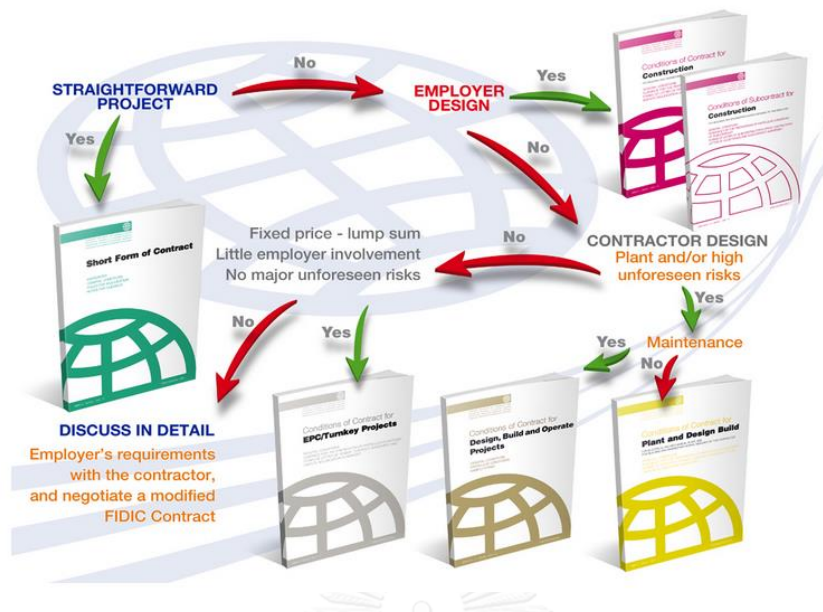 No
STRAIGHTFORWARD
PROJECT
EMPLOYER
DESIGN
Yes
Conditions of Contract for
Construction
Conditions of Subcontract for
Construction
Yes
No
Short Form of Contract
Fixed price - lump sum
Little employer involvement
No major unforeseen risks
No
CONTRACTOR DESIGN
Plant and/or high
unforeseen risks
No
Yes
Yes
Yes
Maintenance
No
DISCUSS IN DETAIL
Employer's requirements
with the contractor,
and negotiate a modified
FIDIC Contract
Conditions of Contract for
EPC/Turnkey Projects
Conditions of Contract for
Design, Build and Operate
Projects
Conditions of Contract for
Plant and Design Build